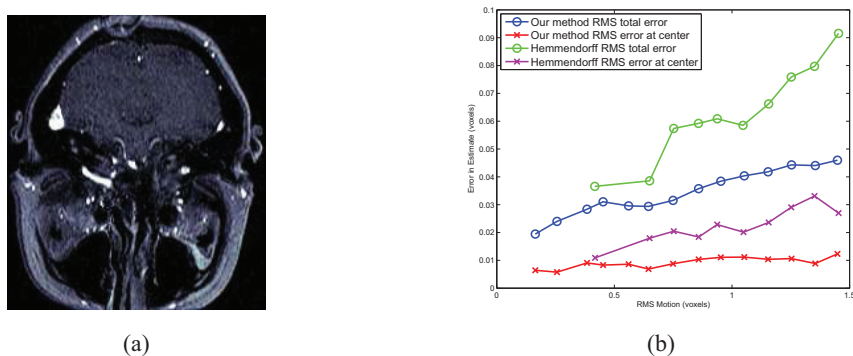 Our method RMS total error
Our method RMS error at center
Hemmendorff RMS total error
Hemmendorff RMS error at center
Error in Estimate (voxels)
0.1
0.09
0.08
0.07
0.06
0.05
0.04
0.03
0.02
0.01
0
0
0.5
1
1.5
RMS Motion (voxels)
(a)
(b)